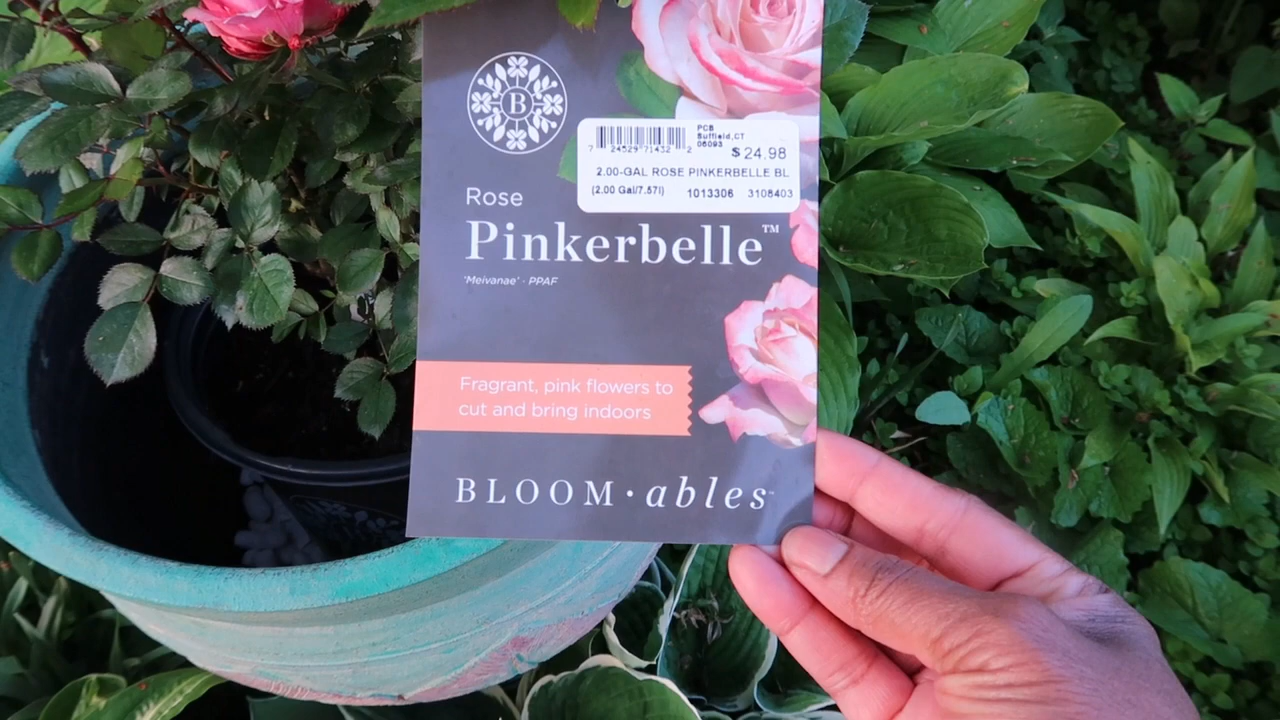 B
7 24529 71432 2
PCB
Suffield,CT
06093
$24.98
2.00-GAL ROSE PINKERBELLE BL
(2.00 Gal/7.57l) 1013306 3108403
Rose
Pinkerbelle™
'Meivanae' - PPAF
Fragrant, pink flowers to
cut and bring indoors
BLOOM·ables™